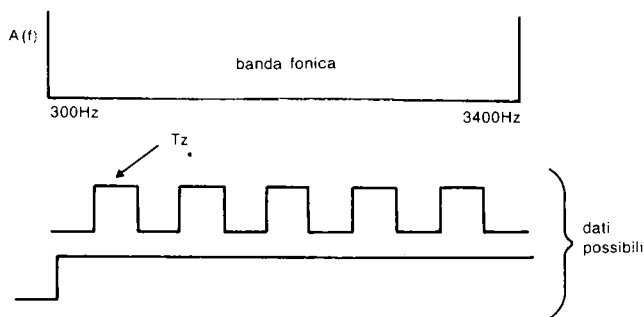 A(f)
banda fonica
300Hz
3400Hz
Tz
dati
possibili